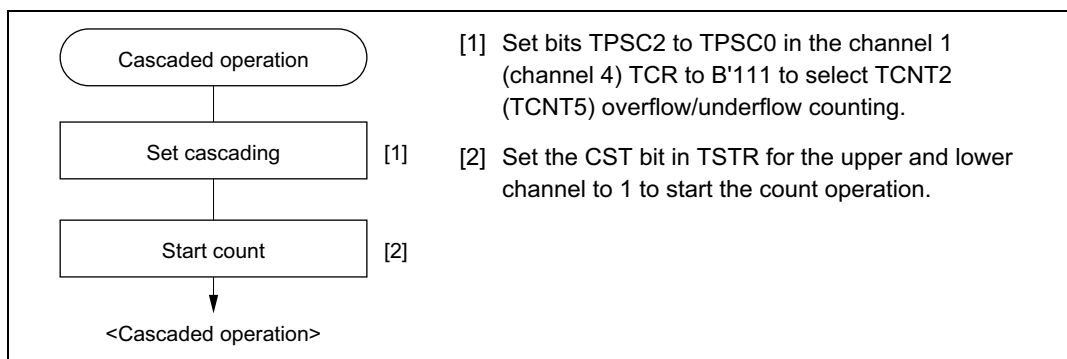 Cascaded operation
Set cascading
[1]
Start count
[2]
<Cascaded operation>
[1] Set bits TPSC2 to TPSC0 in the channel 1
(channel 4) TCR to B'111 to select TCNT2
(TCNT5) overflow/underflow counting.
[2] Set the CST bit in TSTR for the upper and lower
channel to 1 to start the count operation.